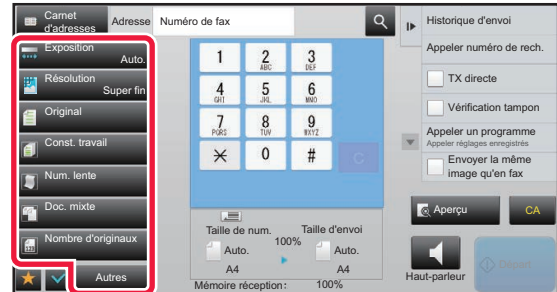 Carnet
d'adresses
Adresse
Numéro de fax
Exposition
Auto.
Résolution
Super fin
Original
Const. travail
Num. lente
Doc. mixte
Nombre d'originaux
Autres
1
2
ABC
3
DEF
4
GHI
5
JKL
6
MNO
7
PQRS
8
TUV
9
WXYZ
0
#
C
Taille de num.
100%
Taille d'envoi
Auto.
Auto.
A4
A4
Mémoire réception: 100%
Historique d'envoi
Appeler numéro de rech.
TX directe
Vérification tampon
Appeler un programme
Appeler réglages enregistrés
Envoyer la même
image qu'en fax
Aperçu
CA
Haut-parleur
Départ